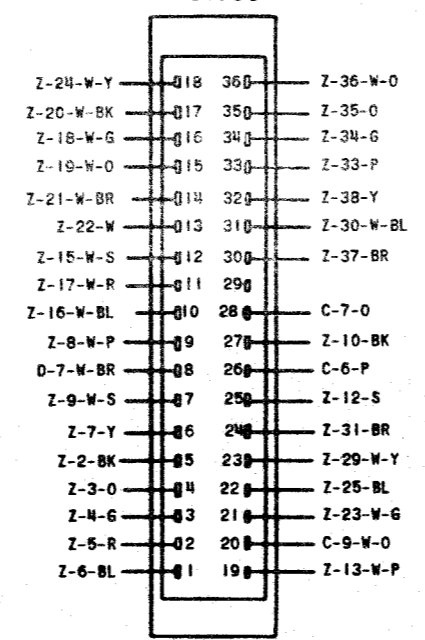 Z-24-W-Y 18 36 Z-36-W-O
Z-20-W-BK 17 35 Z-35-O
Z-18-W-G 16 34 Z-34-G
Z-19-W-O 15 33 Z-33-P
Z-21-W-BR 14 32 Z-38-Y
Z-22-W 13 31 Z-30-W-BL
Z-15-W-S 12 30 Z-37-BR
Z-17-W-R 11 29
Z-16-W-BL 10 28 C-7-O
Z-8-W-P 9 27 Z-10-BK
D-7-W-BR 8 26 C-6-P
Z-9-W-S 7 25 Z-12-S
Z-7-Y 6 24 Z-31-BR
Z-2-BK 5 23 Z-29-W-Y
Z-3-O 4 22 Z-25-BL
Z-4-G 3 21 Z-23-W-G
Z-5-R 2 20 C-9-W-O
Z-6-BL 1 19 Z-13-W-P